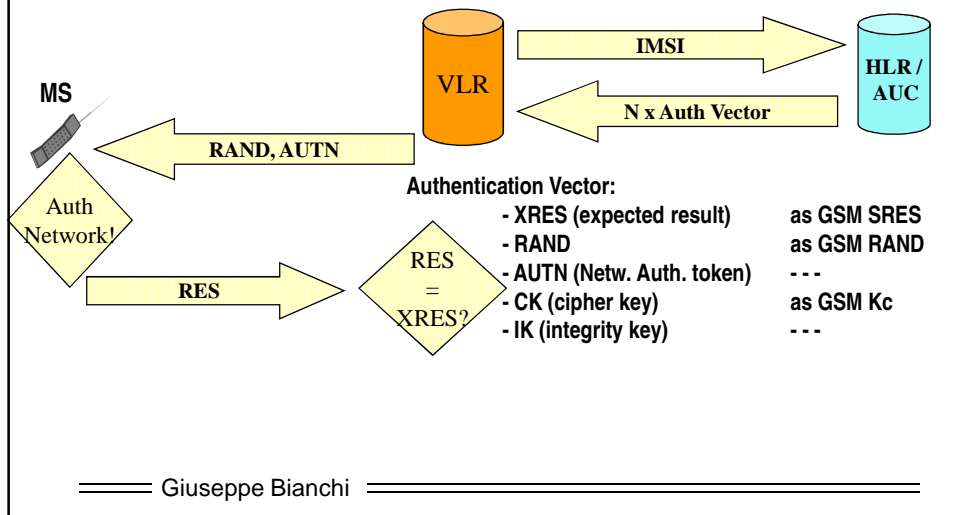 IMSI
VLR
HLR /
AUC
MS
N x Auth Vector
RAND, AUTN
Authentication Vector:
Auth
Network!
- XRES (expected result) as GSM SRES
- RAND as GSM RAND
- AUTN (Netw. Auth. token) - - -
- CK (cipher key) as GSM Kc
- IK (integrity key) - - -
RES
=
XRES?
RES
Giuseppe Bianchi